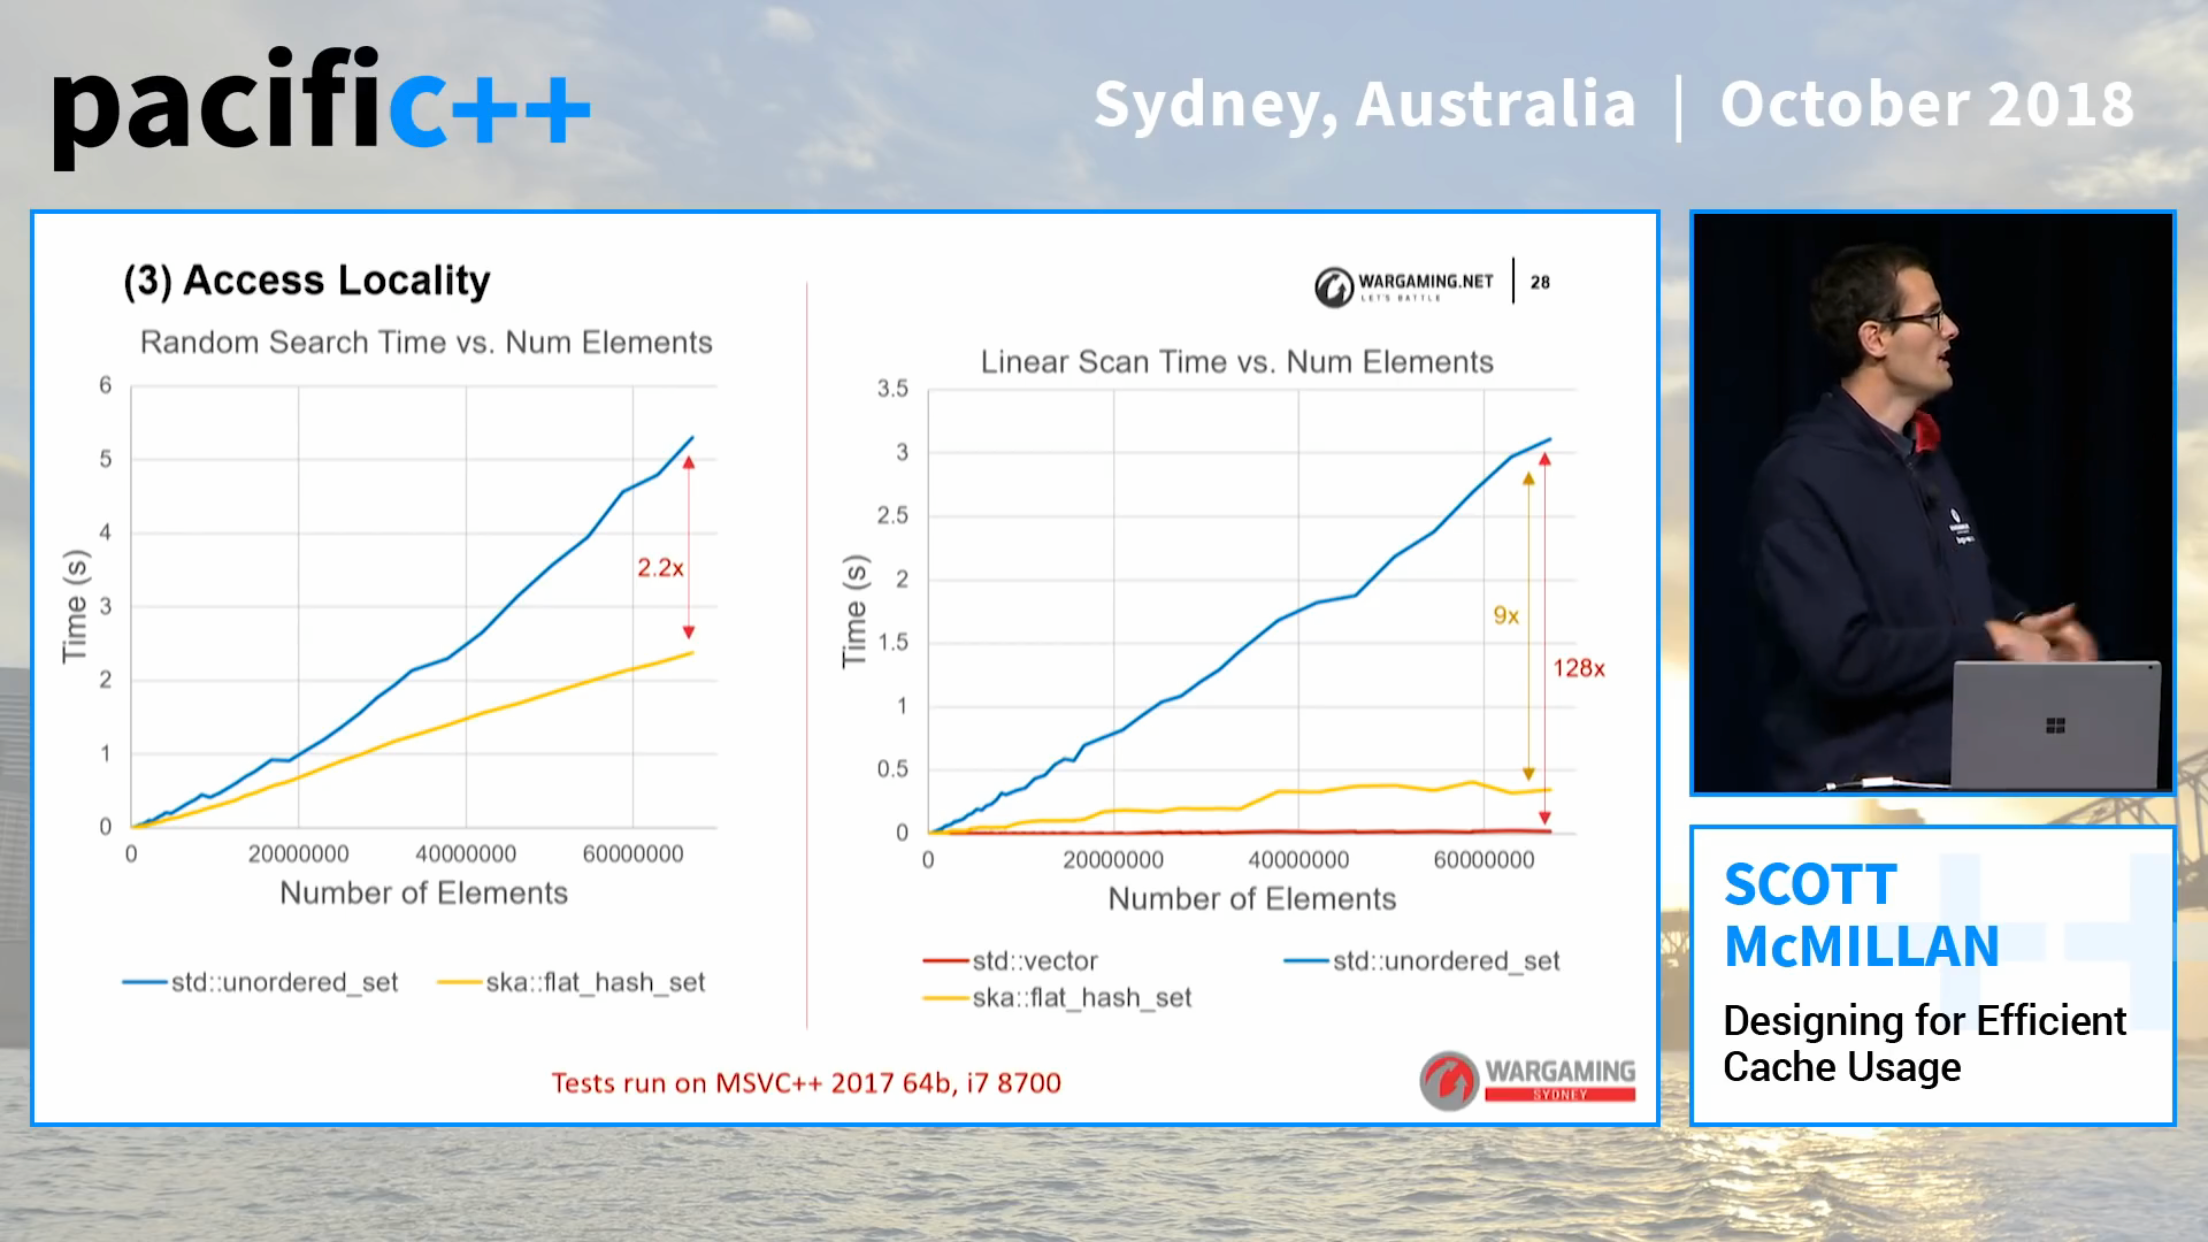 pacific++
Sydney, Australia | October 2018
(3) Access Locality
WARGAMING.NET
LET'S BATTLE
28
Random Search Time vs. Num Elements
6
5
4
3
2
1
0
Time (s)
2.2x
0 20000000 40000000 60000000
Number of Elements
std::unordered_set ska::flat_hash_set
Linear Scan Time vs. Num Elements
3.5
3
2.5
2
1.5
1
0.5
0
Time (s)
9x
128x
0 20000000 40000000 60000000
Number of Elements
std::vector std::unordered_set
ska::flat_hash_set
Tests run on MSVC++ 2017 64b, i7 8700
WARGAMING
SYDNEY
SCOTT
McMILLAN
Designing for Efficient
Cache Usage